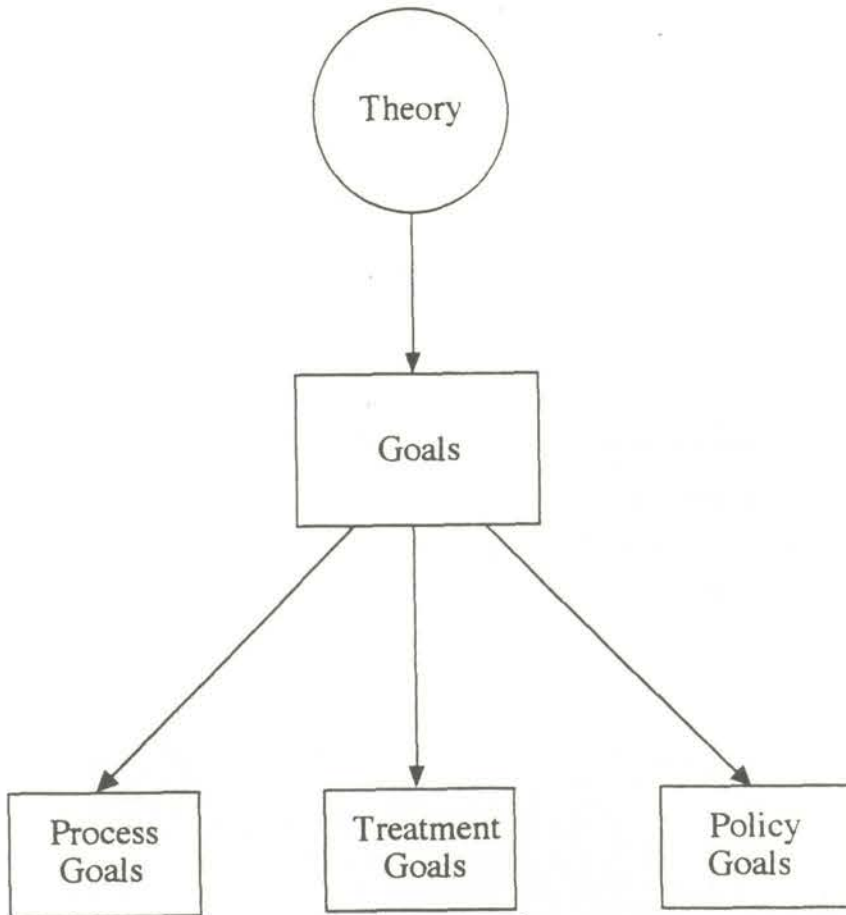 Theory
Goals
Process
Goals
Treatment
Goals
Policy
Goals